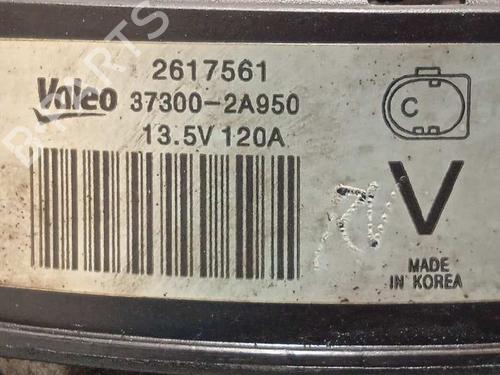 2617561
Valeo 37300-2A950
13.5V 120A
C
V
MADE
IN KOREA